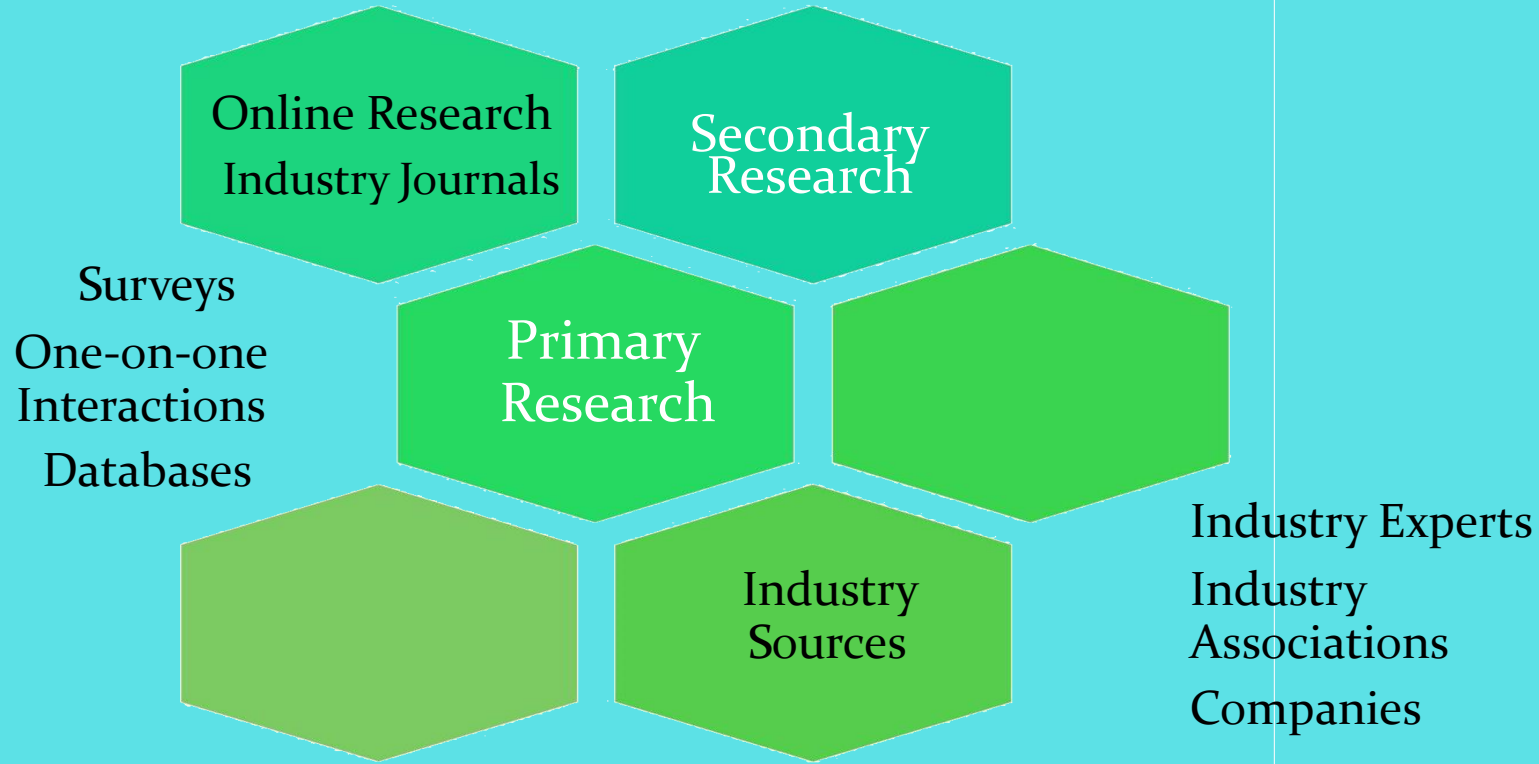 Online Research
Industry Journals
Secondary
Research
Surveys
One-on-one
Interactions
Databases
Primary
Research
Industry
Sources
Industry Experts
Industry
Associations
Companies